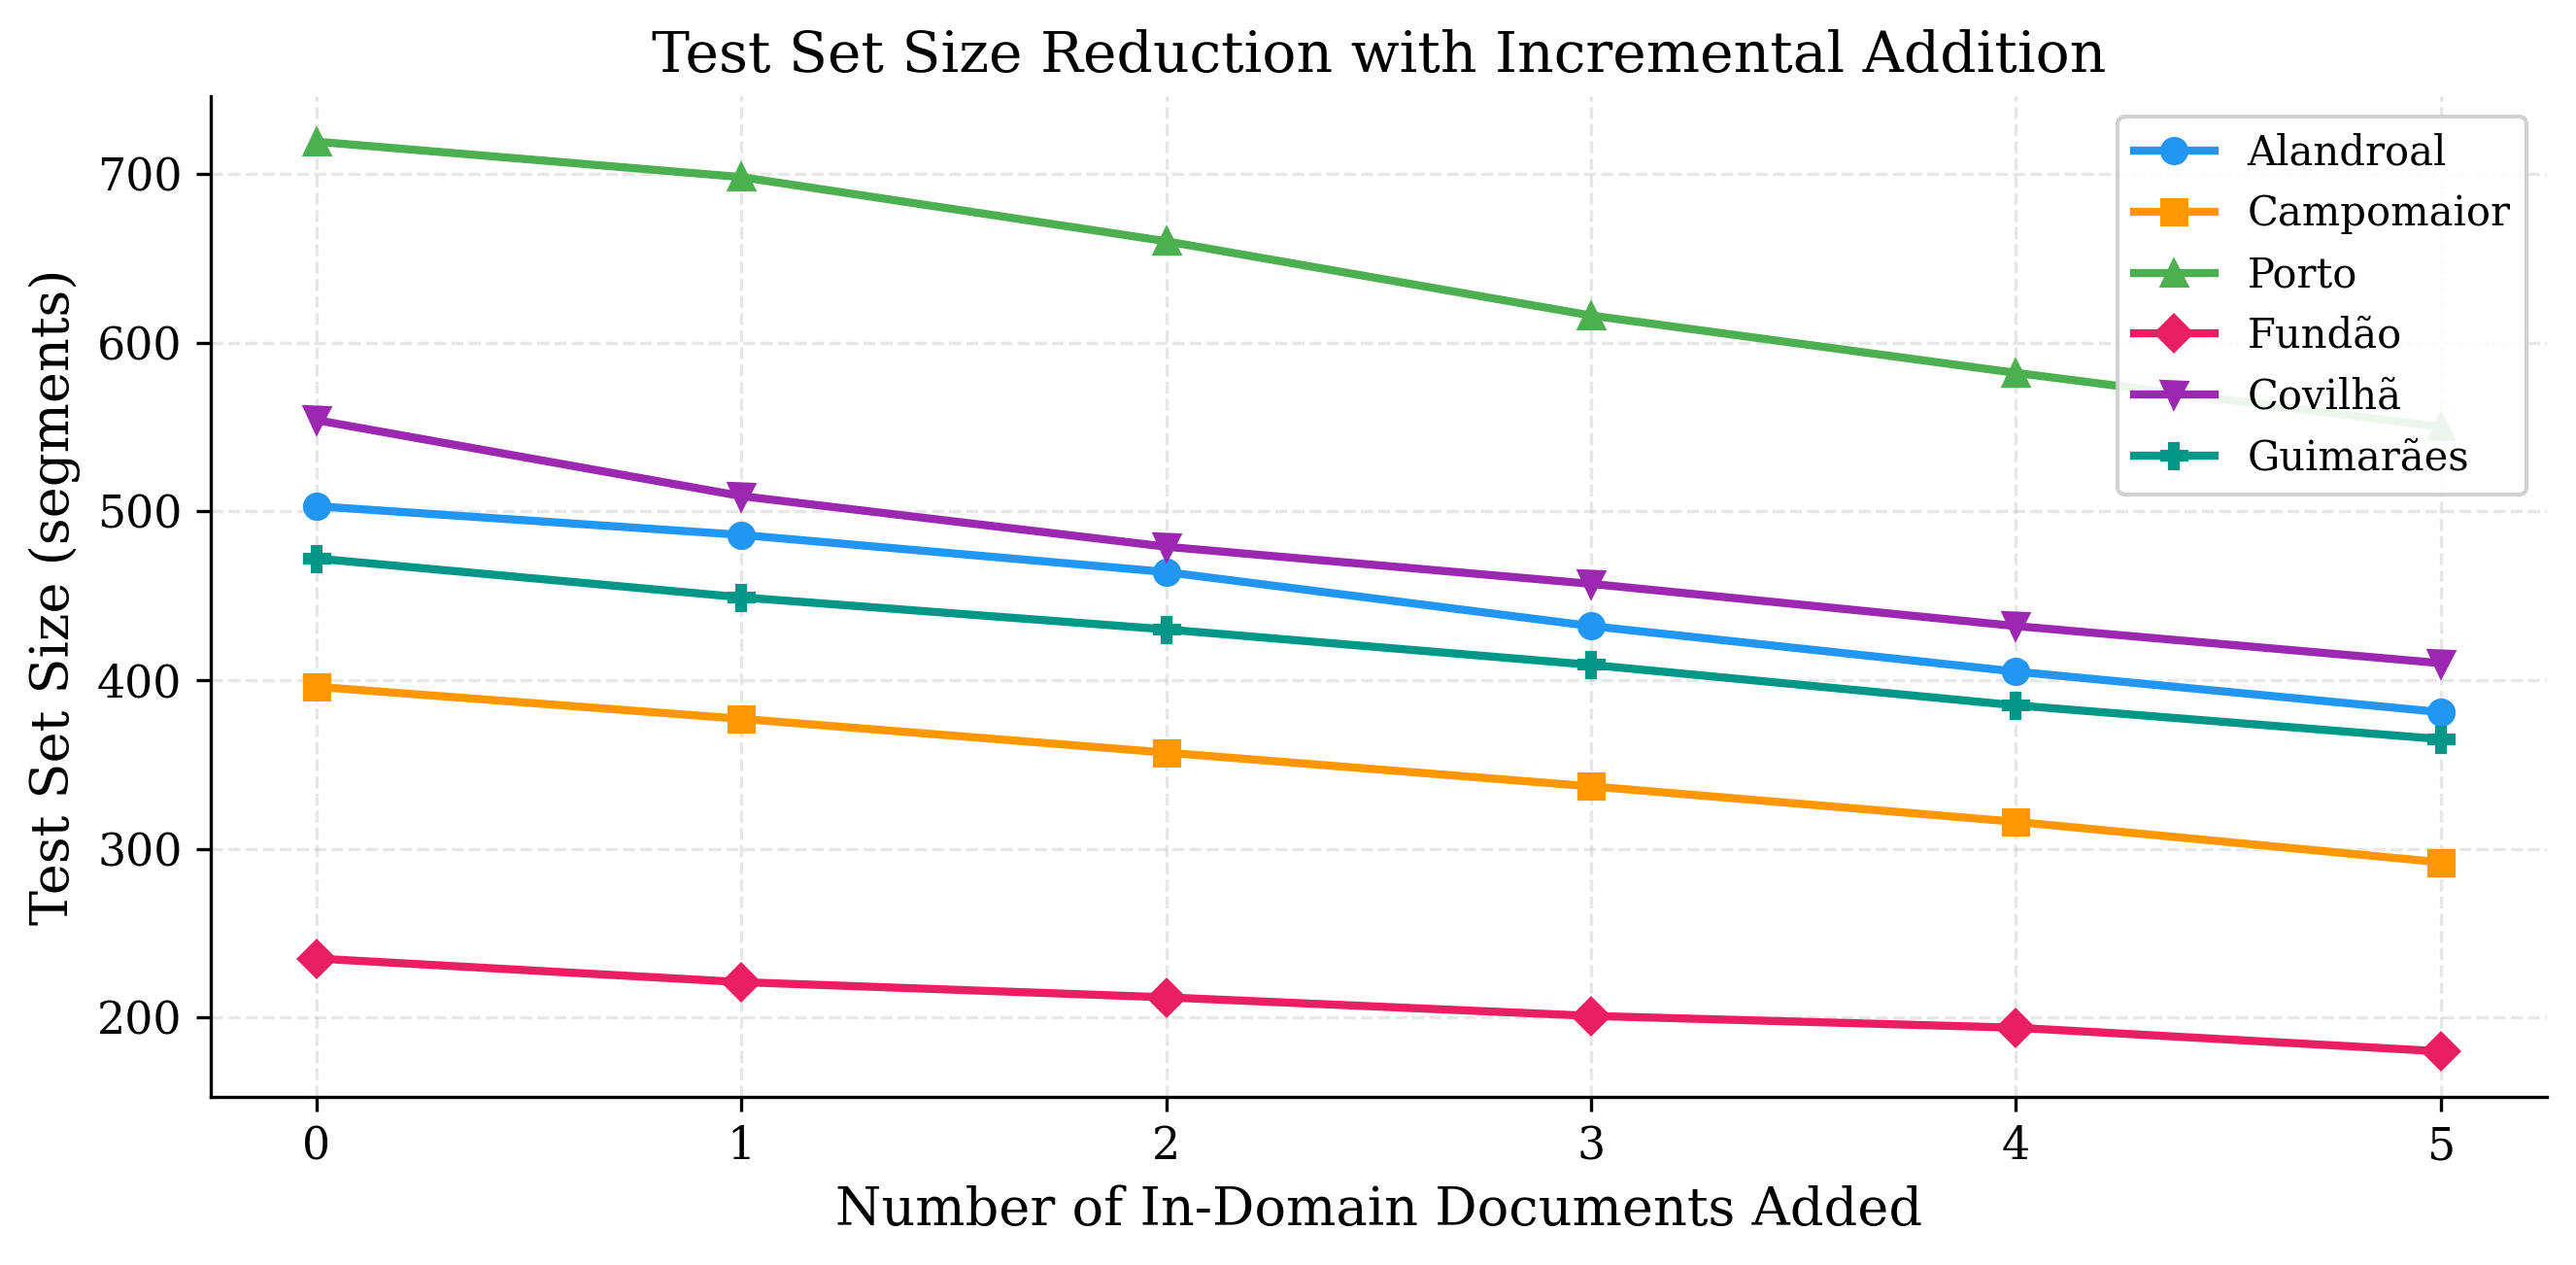 Test Set Size Reduction with Incremental Addition
Test Set Size (segments)
700
600
500
400
300
200
0 1 2 3 4 5
Number of In-Domain Documents Added
Alandroal
Campomaior
Porto
Fundão
Covilhã
Guimarães